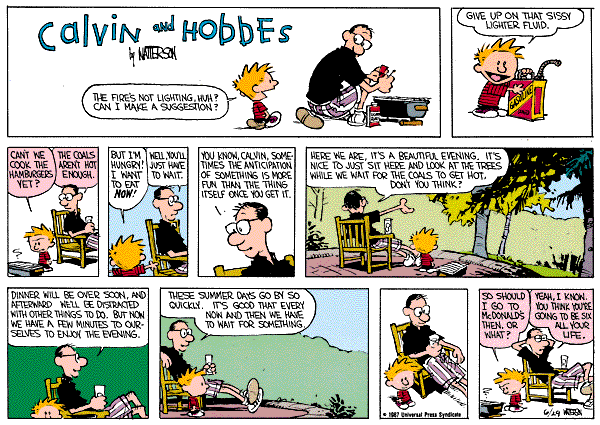 Calvin and HOBBES
by WATTERSON
THE FIRE'S NOT LIGHTING, HUH?
CAN I MAKE A SUGGESTION?
GIVE UP ON THAT SISSY
LIGHTER FLUID.
GASOLINE
CAN'T WE
COOK THE
HAMBURGERS
YET?
THE COALS
AREN'T HOT
ENOUGH.
BUT I'M
HUNGRY!
I WANT
TO EAT
NOW!
WELL, YOU'LL
JUST HAVE
TO WAIT.
YOU KNOW, CALVIN, SOME-
TIMES THE ANTICIPATION
OF SOMETHING IS MORE
FUN THAN THE THING
ITSELF ONCE YOU GET IT.
HERE WE ARE, IT'S A BEAUTIFUL EVENING. IT'S
NICE TO JUST SIT HERE AND LOOK AT THE TREES
WHILE WE WAIT FOR THE COALS TO GET HOT,
DON'T YOU THINK?
DINNER WILL BE OVER SOON, AND
AFTERWARD WE'LL BE DISTRACTED
WITH OTHER THINGS TO DO. BUT NOW
WE HAVE A FEW MINUTES TO OUR-
SELVES TO ENJOY THE EVENING.
THESE SUMMER DAYS GO BY SO
QUICKLY. IT'S GOOD THAT EVERY
NOW AND THEN WE HAVE
TO WAIT FOR SOMETHING.
© 1987 Universal Press Syndicate
SO SHOULD
I GO TO
McDONALD'S
THEN, OR
WHAT?
YEAH, I KNOW.
YOU THINK YOU'RE
GOING TO BE SIX
ALL YOUR
LIFE.
6/29 WATTERSON